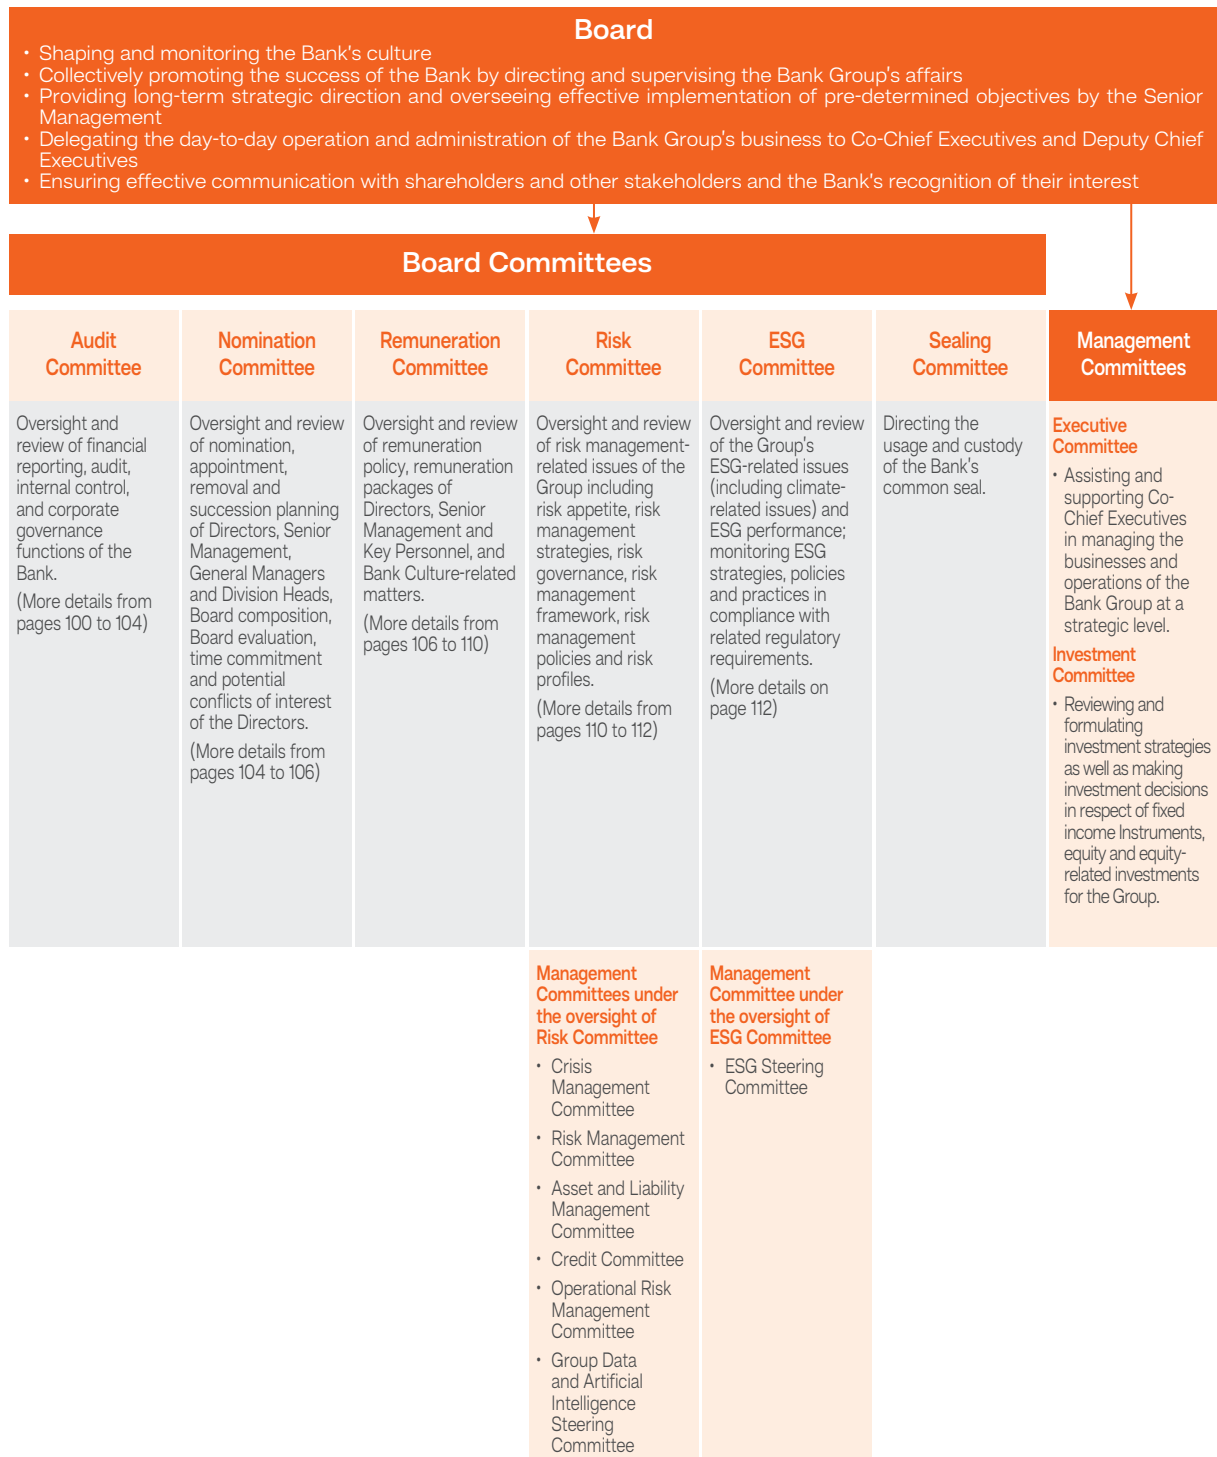 Board
• Shaping and monitoring the Bank's culture
• Collectively promoting the success of the Bank by directing and supervising the Bank Group's affairs
• Providing long-term strategic direction and overseeing effective implementation of pre-determined objectives by the Senior
Management
• Delegating the day-to-day operation and administration of the Bank Group's business to Co-Chief Executives and Deputy Chief
Executives
• Ensuring effective communication with shareholders and other stakeholders and the Bank's recognition of their interest
Board Committees
Audit
Committee
Oversight and
review of financial
reporting, audit,
internal control,
and corporate
governance
functions of the
Bank.
(More details from
pages 100 to 104)
Nomination
Committee
Oversight and review
of nomination,
appointment,
removal and
succession planning
of Directors, Senior
Management,
General Managers
and Division Heads,
Board composition,
Board evaluation,
time commitment
and potential
conflicts of interest
of the Directors.
(More details from
pages 104 to 106)
Remuneration
Committee
Oversight and review
of remuneration
policy, remuneration
packages of
Directors, Senior
Management and
Key Personnel, and
Bank Culture-related
matters.
(More details from
pages 106 to 110)
Risk
Committee
Oversight and review
of risk management-
related issues of the
Group including
risk appetite, risk
management
strategies, risk
governance, risk
management
framework, risk
management
policies and risk
profiles.
(More details from
pages 110 to 112)
Management
Committees under
the oversight of
Risk Committee
• Crisis
Management
Committee
• Risk Management
Committee
• Asset and Liability
Management
Committee
• Credit Committee
• Operational Risk
Management
Committee
• Group Data
and Artificial
Intelligence
Steering
Committee
ESG
Committee
Oversight and review
of the Group's
ESG-related issues
(including climate-
related issues) and
ESG performance;
monitoring ESG
strategies, policies
and practices in
compliance with
related regulatory
requirements.
(More details on
page 112)
Management
Committee under
the oversight of
ESG Committee
• ESG Steering
Committee
Sealing
Committee
Directing the
usage and custody
of the Bank's
common seal.
Management
Committees
Executive
Committee
• Assisting and
supporting Co-
Chief Executives
in managing the
businesses and
operations of the
Bank Group at a
strategic level.
Investment
Committee
• Reviewing and
formulating
investment strategies
as well as making
investment decisions
in respect of fixed
income Instruments,
equity and equity-
related investments
for the Group.